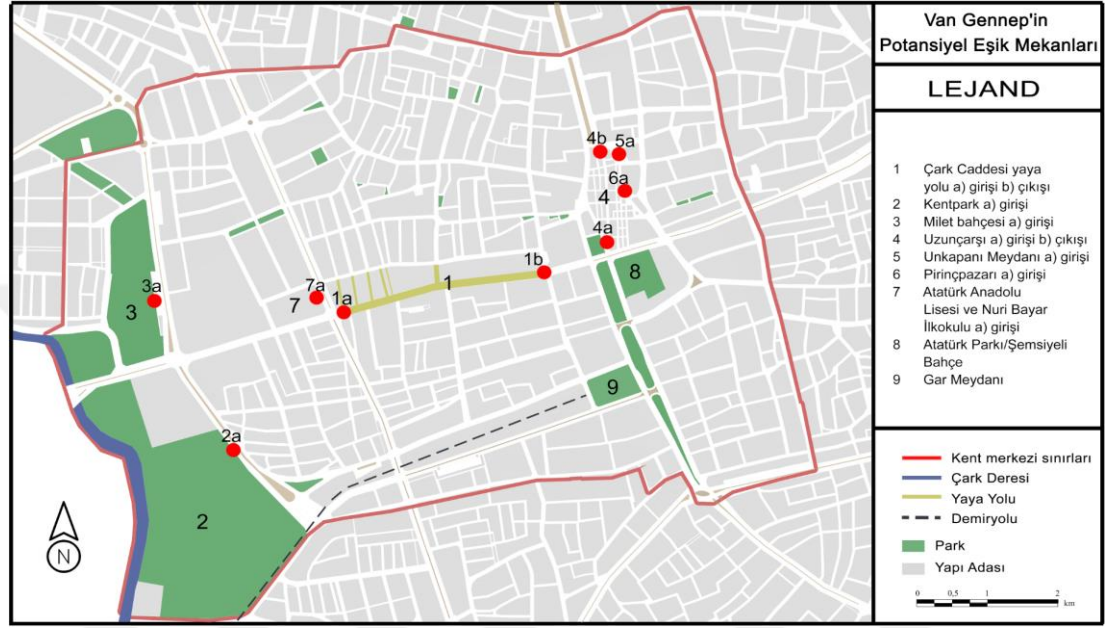 Van Gennep'in
Potansiyel Eşik Mekanları
LEJAND
1 Çark Caddesi yaya
yolu a) girişi b) çıkışı
2 Kentpark a) girişi
3 Milet bahçesi a) girişi
4 Uzunçarşı a) girişi b) çıkışı
5 Unkapanı Meydanı a) girişi
6 Pirinçpazarı a) girişi
7 Atatürk Anadolu
Lisesi ve Nuri Bayar
İlkokulu a) girişi
8 Atatürk Parkı/Şemsiyeli
Bahçe
9 Gar Meydanı
Kent merkezi sınırları
Çark Deresi
Yaya Yolu
Demiryolu
Park
Yapı Adası
0 0,5 1 2
km
4b 5a
6a
4
4a
1b
8
7a
7
1a
1
3a
3
9
2a
2
N